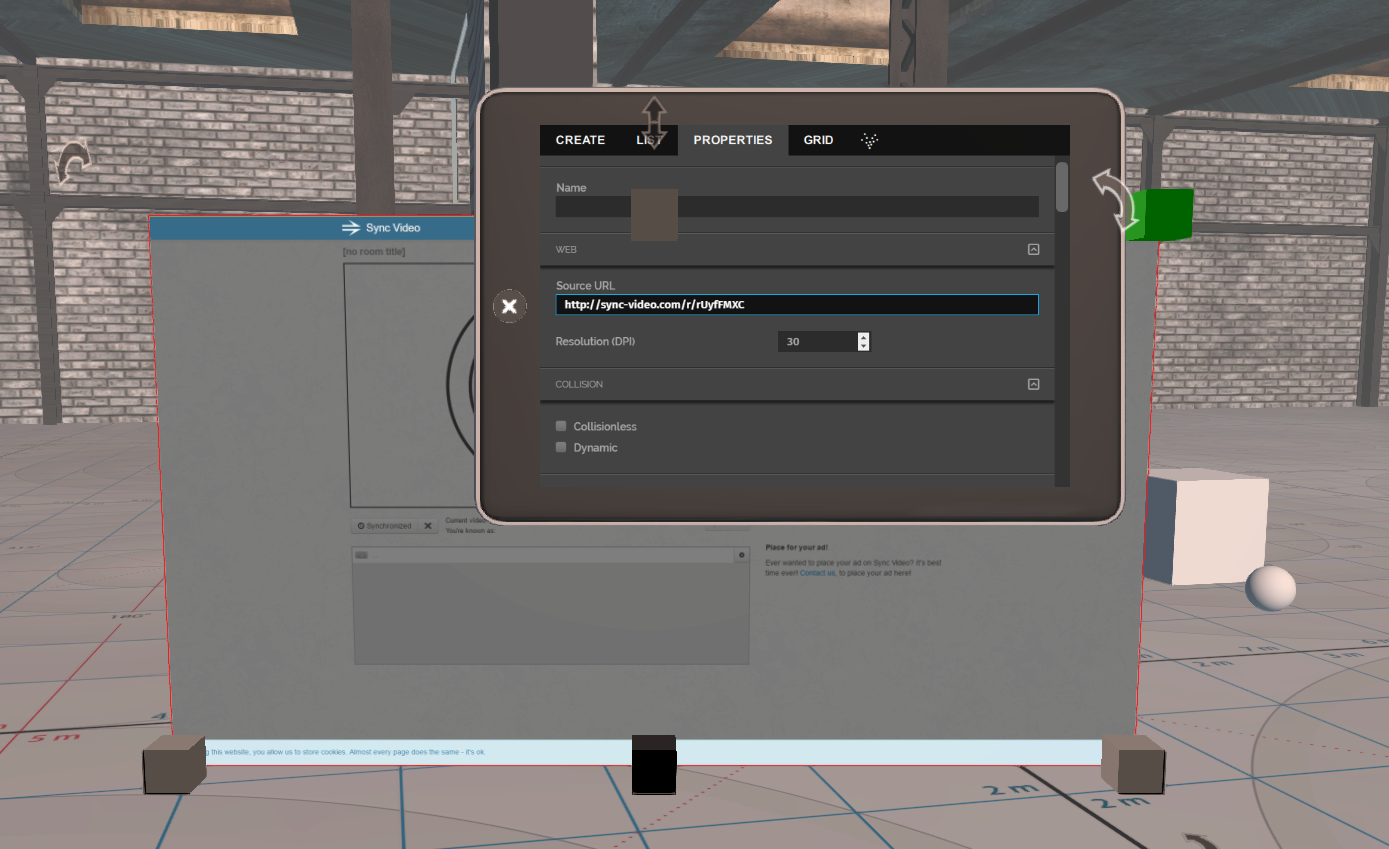 CREATE LIST PROPERTIES GRID
Name
WEB
Source URL
http://sync-video.com/r/rUyfFMXC
Resolution (DPI) 30
COLLISION
Collisionless
Dynamic
Sync Video
[no room title]
Synchronized
Current video
You're known as:
Place for your ad!
Ever wanted to place your ad on Sync Video? It's best
time ever! Contact us, to place your ad here!
this website, you allow us to store cookies. Almost every page does the same - it's ok.
5 m
4
180°
2 m
7 m
3 m
2 m
2 m